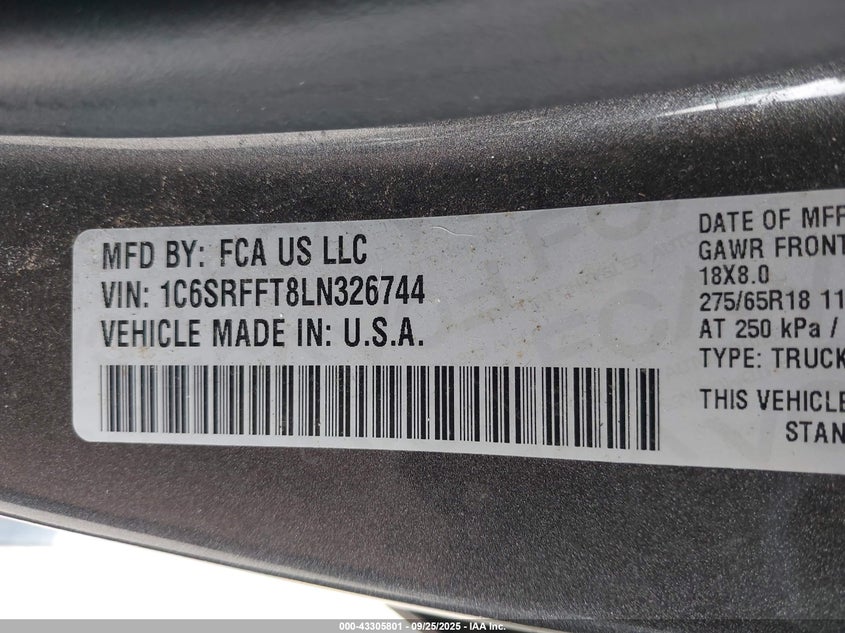 MFD BY: FCA US LLC
VIN: 1C6SRFFT8LN326744
VEHICLE MADE IN: U.S.A.
DATE OF MFR
GAWR FRONT
18X8.0
275/65R18 11
AT 250 kPa /
TYPE: TRUCK
THIS VEHICLE
STAN
000-43305801 - 09/25/2025 - IAA Inc.